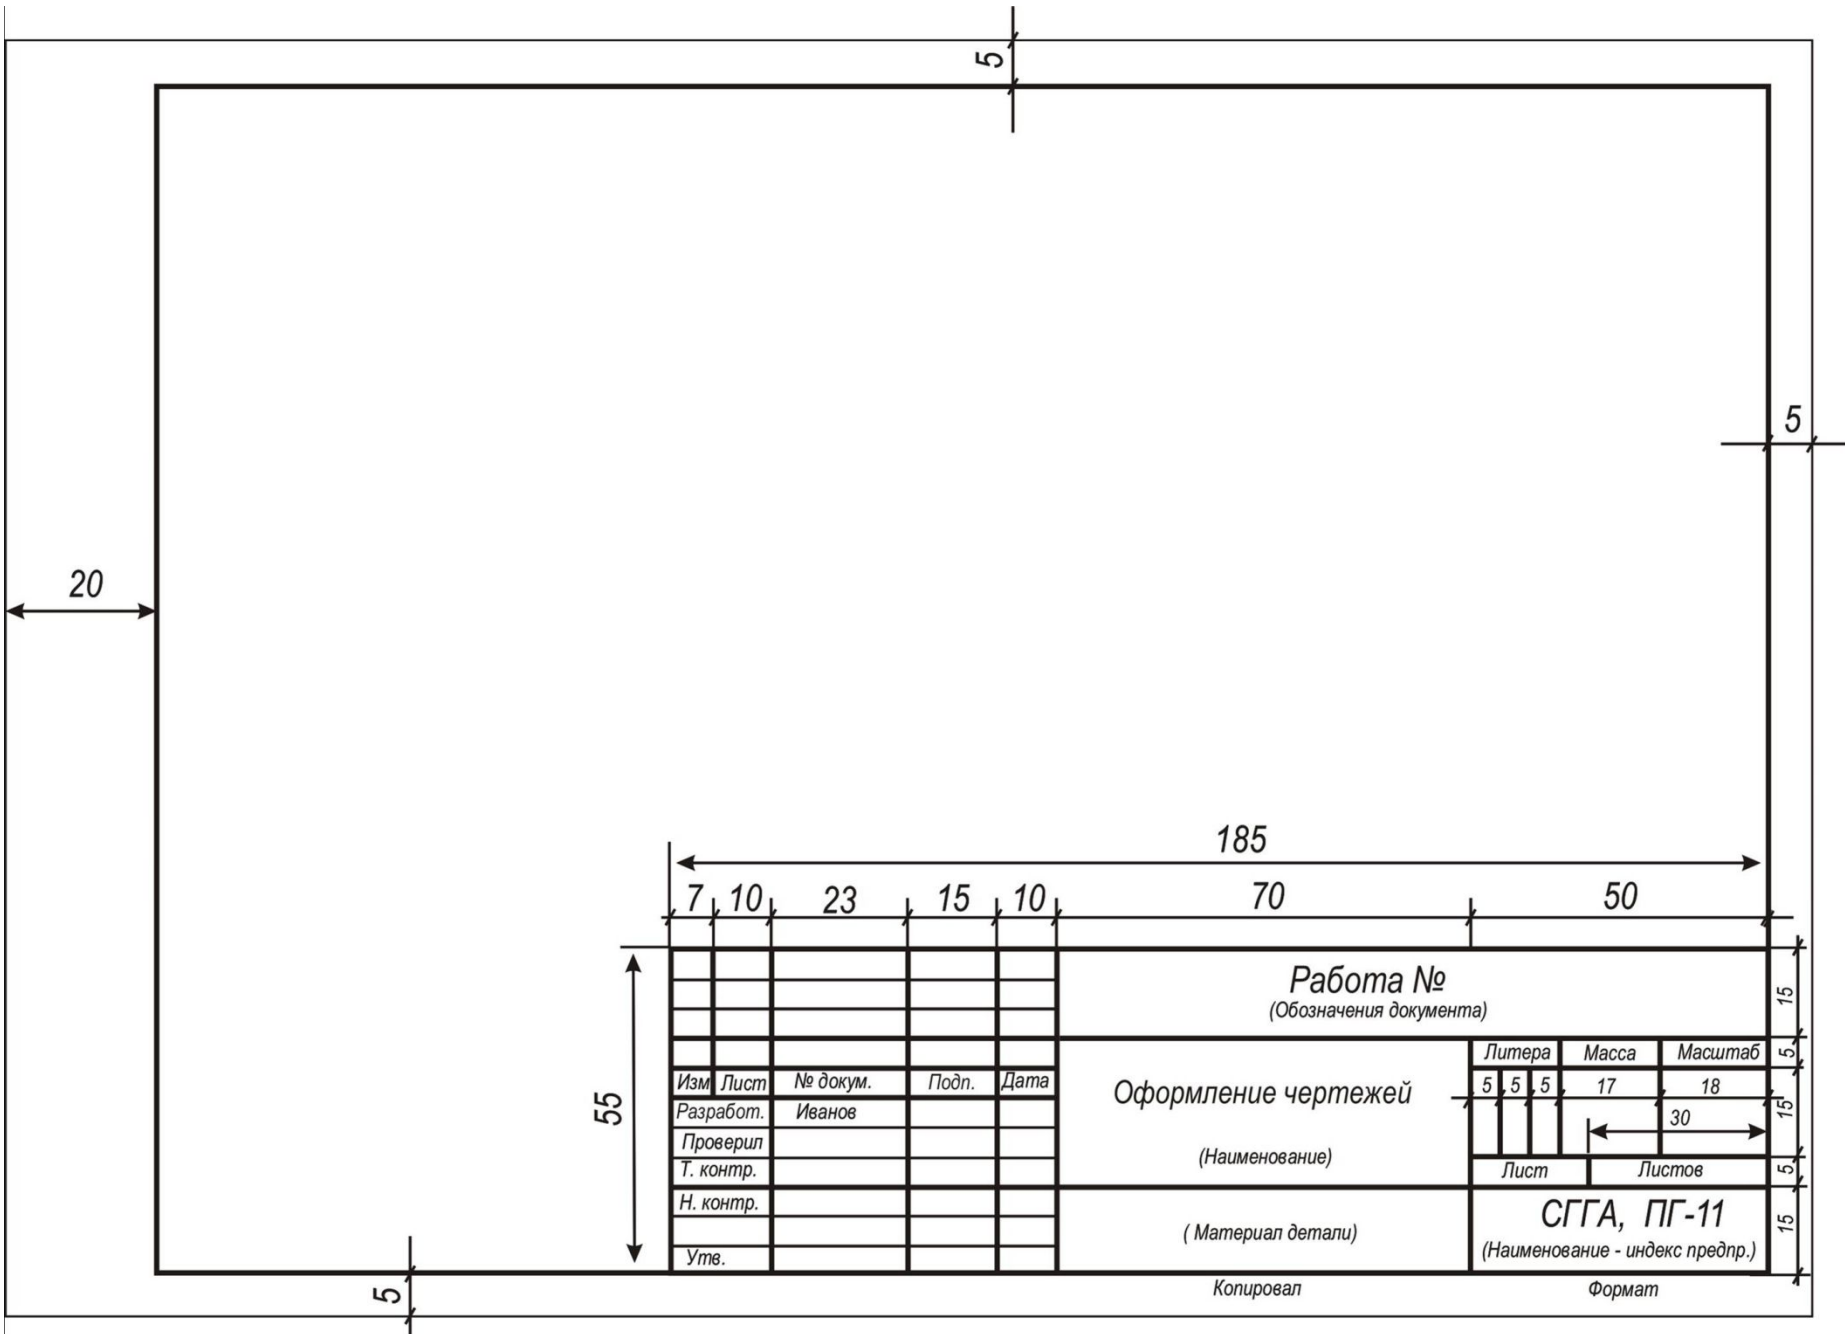 5
5
20
185
7 10 23 15 10 70 50
Работа №
(Обозначения документа)
15
Литера Масса Масштаб 5
Изм Лист № докум. Подп. Дата
5 5 5 17 18
15
Оформление чертежей
Разработ. Иванов
30
55
Проверил
(Наименование)
Т. контр.
Лист Листов 5
Н. контр.
СГГА, ПГ-11
15
( Материал детали)
(Наименование - индекс предпр.)
Утв.
Копировал Формат
5